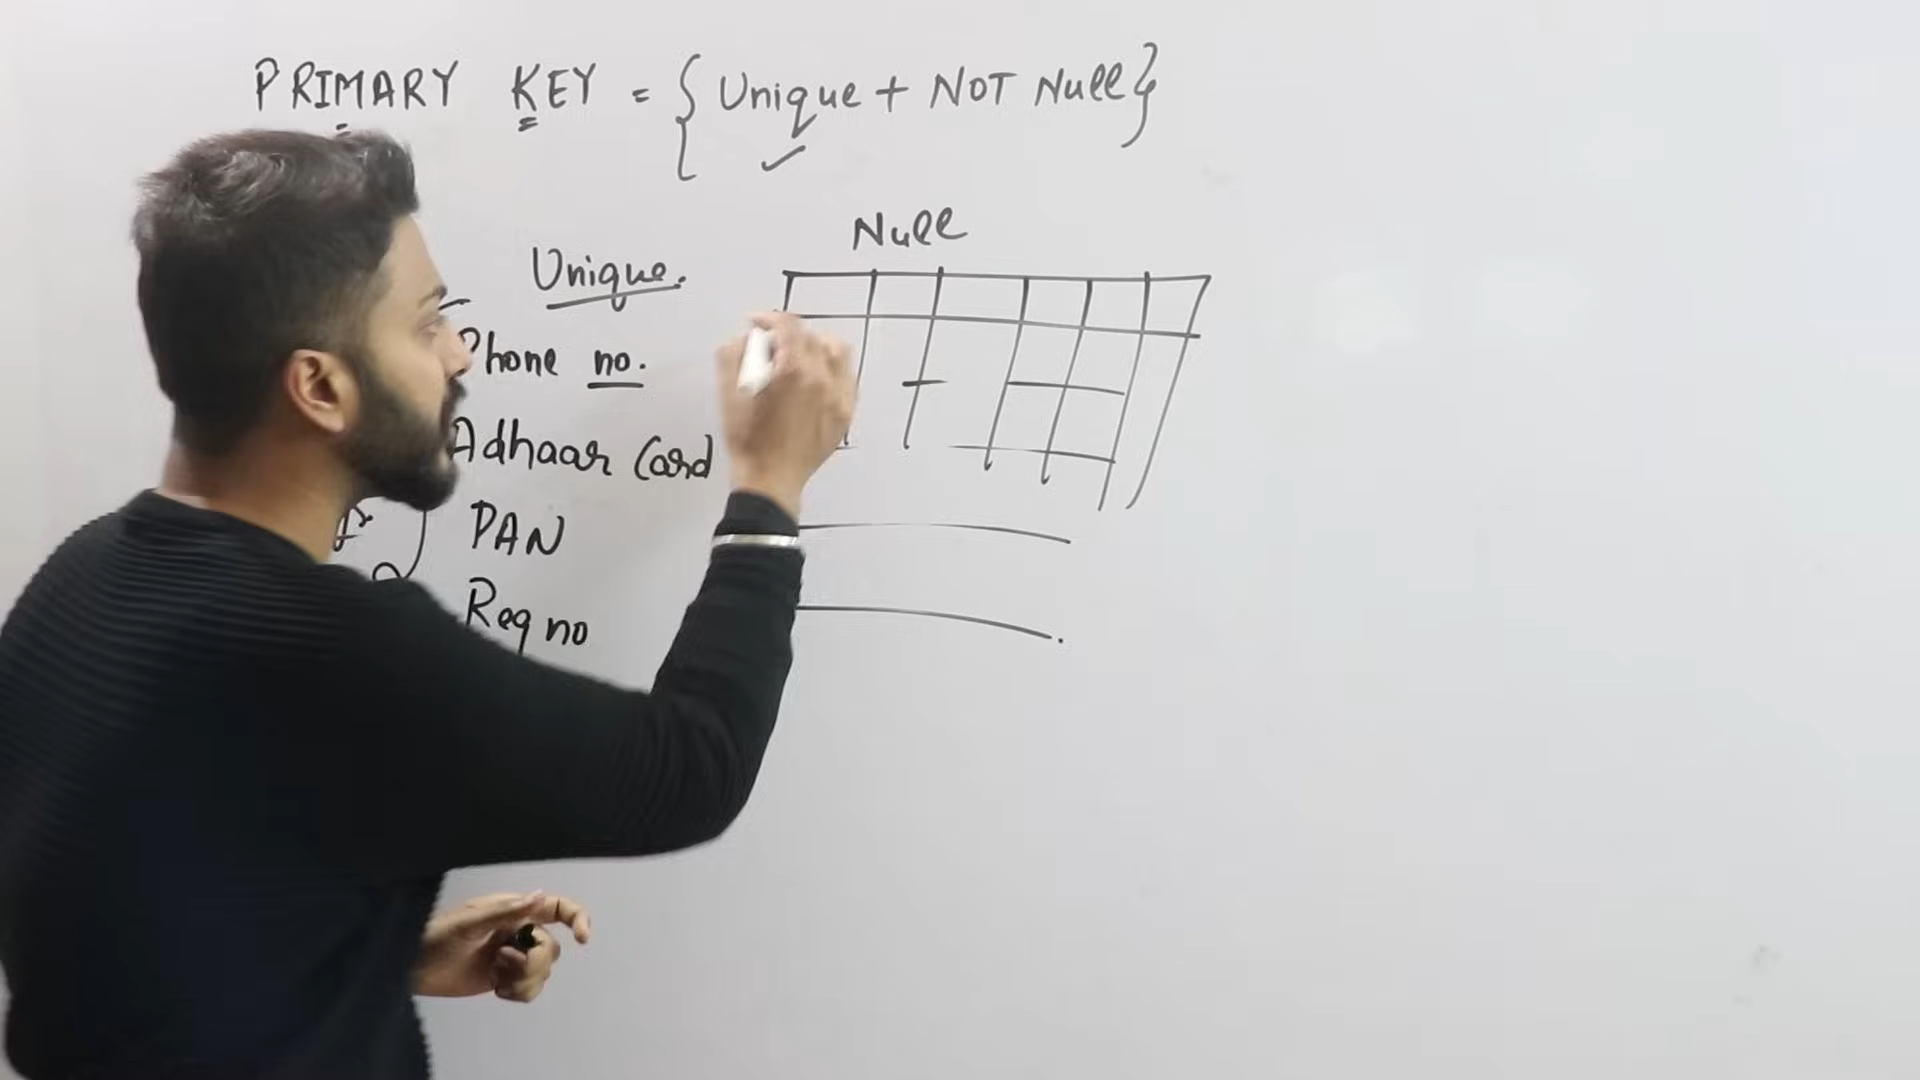 PRIMARY KEY = { Unique + NOT Null }
Null
Unique.
Phone no.
Adhaar Card
PAN
Reg no